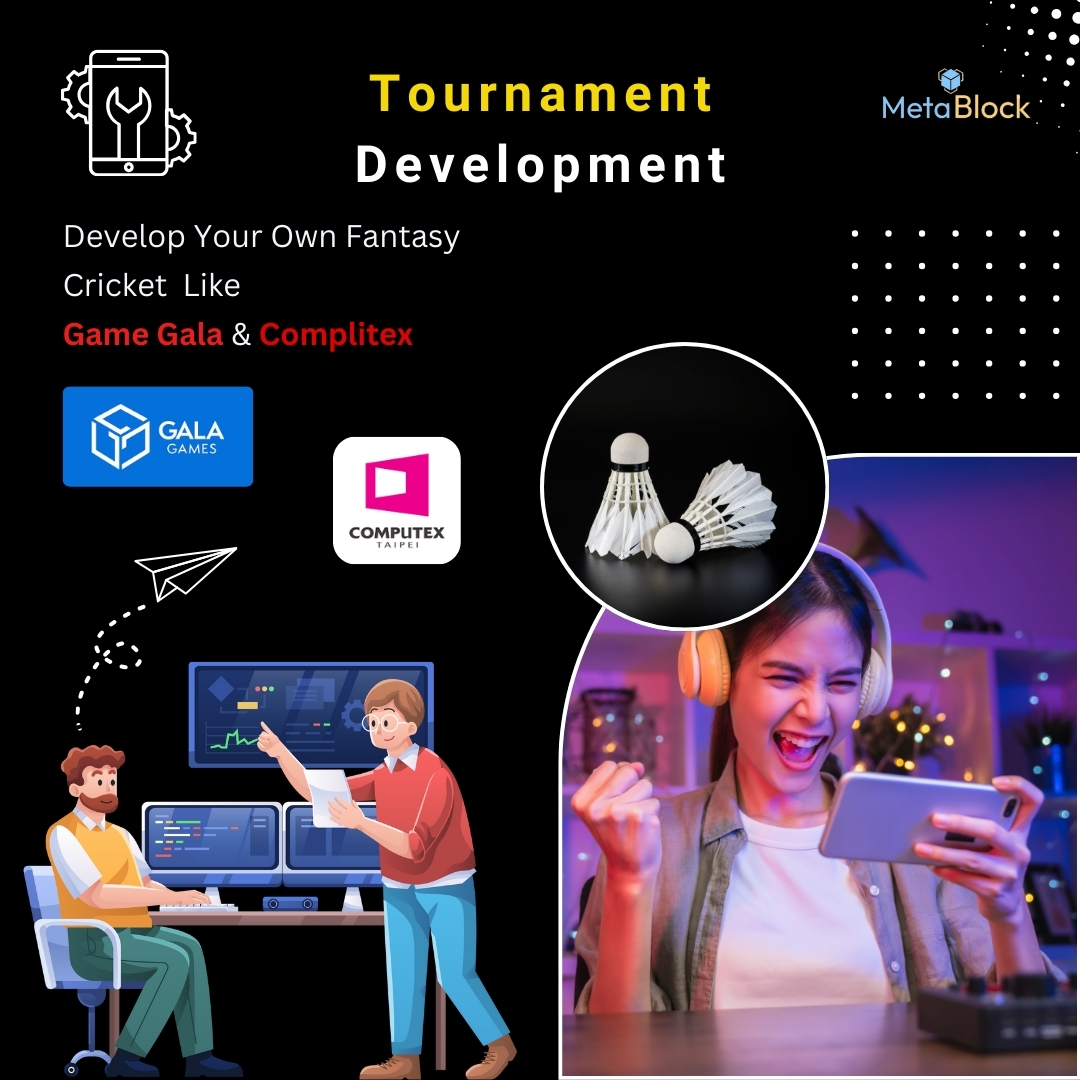 Tournament
Development
MetaBlock
Develop Your Own Fantasy
Cricket Like
Game Gala & Complitex
GALA
GAMES
COMPUTEX
TAIPEI